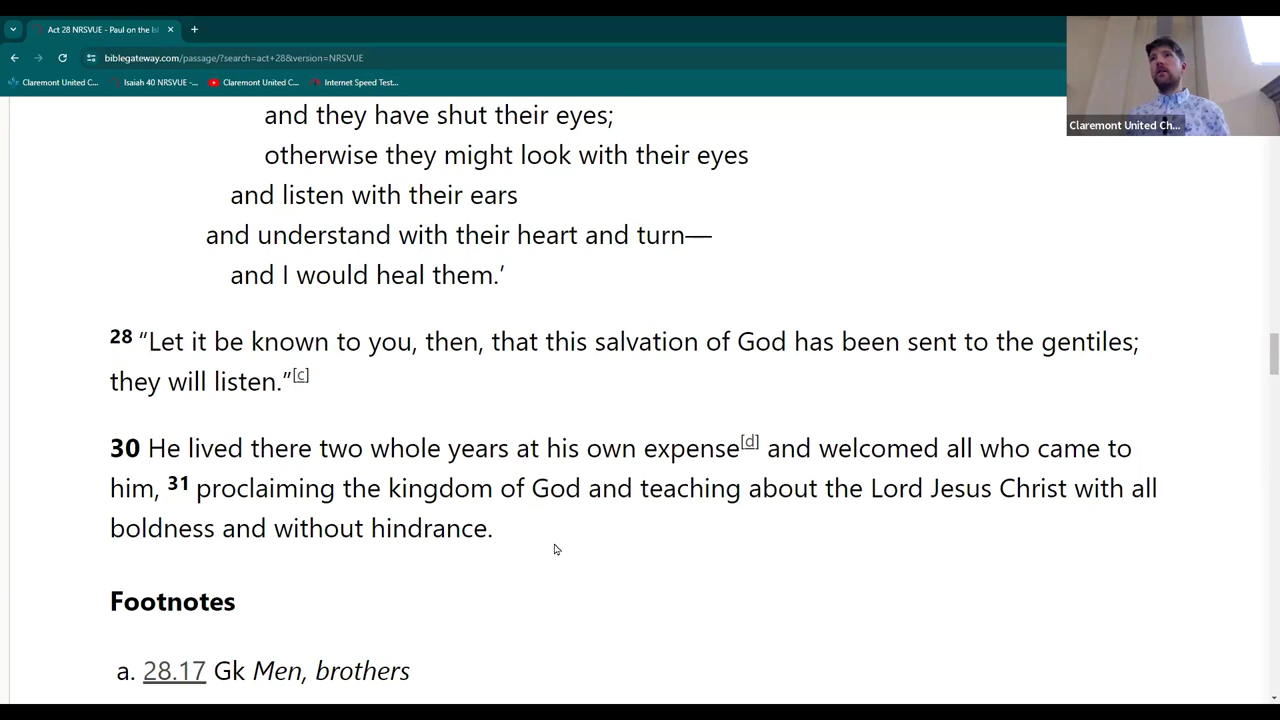 Act 28 NRSVUE - Paul on the Isl
biblegateway.com/passage/?search=act+28&version=NRSVUE
Claremont United C... Isaiah 40 NRSVUE -... Claremont United C... Internet Speed Test...
Claremont United Ch...
and they have shut their eyes;
otherwise they might look with their eyes
and listen with their ears
and understand with their heart and turn—
and I would heal them.’
28 “Let it be known to you, then, that this salvation of God has been sent to the gentiles;
they will listen.”[c]
30 He lived there two whole years at his own expense[d] and welcomed all who came to
him, 31 proclaiming the kingdom of God and teaching about the Lord Jesus Christ with all
boldness and without hindrance.
Footnotes
a. 28.17 Gk Men, brothers